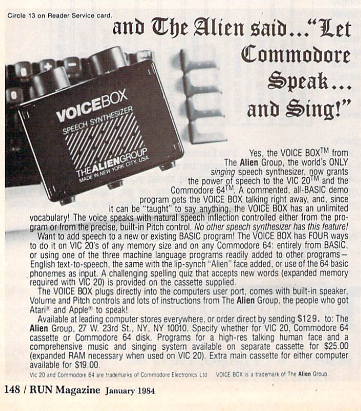 Circle 13 on Reader Service card.
and The Alien said..."Let
Commodore
Speak...
and Sing!"
VOICEBOX
SPEECH SYNTHESIZER
THE ALIEN GROUP
MADE IN NEW YORK CITY, USA
Yes, the VOICE BOX™ from
The Alien Group, the world's ONLY
singing speech synthesizer, now grants
the power of speech to the VIC 20™ and the
Commodore 64™. A commented, all-BASIC demo
program gets the VOICE BOX talking right away, and, since
it can be "taught" to say anything, the VOICE BOX has an unlimited
vocabulary! The voice speaks with natural speech inflection controlled either from the pro-
gram or from the precise, built-in Pitch control. No other speech synthesizer has this feature!
Want to add speech to a new or existing BASIC program? The VOICE BOX has FOUR ways
to do it on VIC 20's of any memory size and on any Commodore 64: entirely from BASIC,
or using one of the three machine language programs readily added to other programs—
English text-to-speech, the same with the lip-synch "Alien" face added, or use of the 64 basic
phonemes as input. A challenging spelling quiz that accepts new words (expanded memory
required with VIC 20) is provided on the cassette supplied.
The VOICE BOX plugs directly into the computers user port, comes with built-in speaker,
Volume and Pitch controls and lots of instructions from The Alien Group, the people who got
Atari® and Apple® to speak!
Available at leading computer stores everywhere, or order direct by sending $129. to: The
Alien Group, 27 W. 23rd St., NY, NY 10010. Specify whether for VIC 20, Commodore 64
cassette or Commodore 64 disk. Programs for a high-res talking human face and a
comprehensive music and singing system available on separate cassette for $25.00
(expanded RAM necessary when used on VIC 20). Extra main cassette for either computer
available for $19.00.
Vic 20 and Commodore 64 are trademarks of Commodore Electronics Ltd. VOICE BOX is a trademark of The Alien Group.
148 / RUN Magazine January 1984